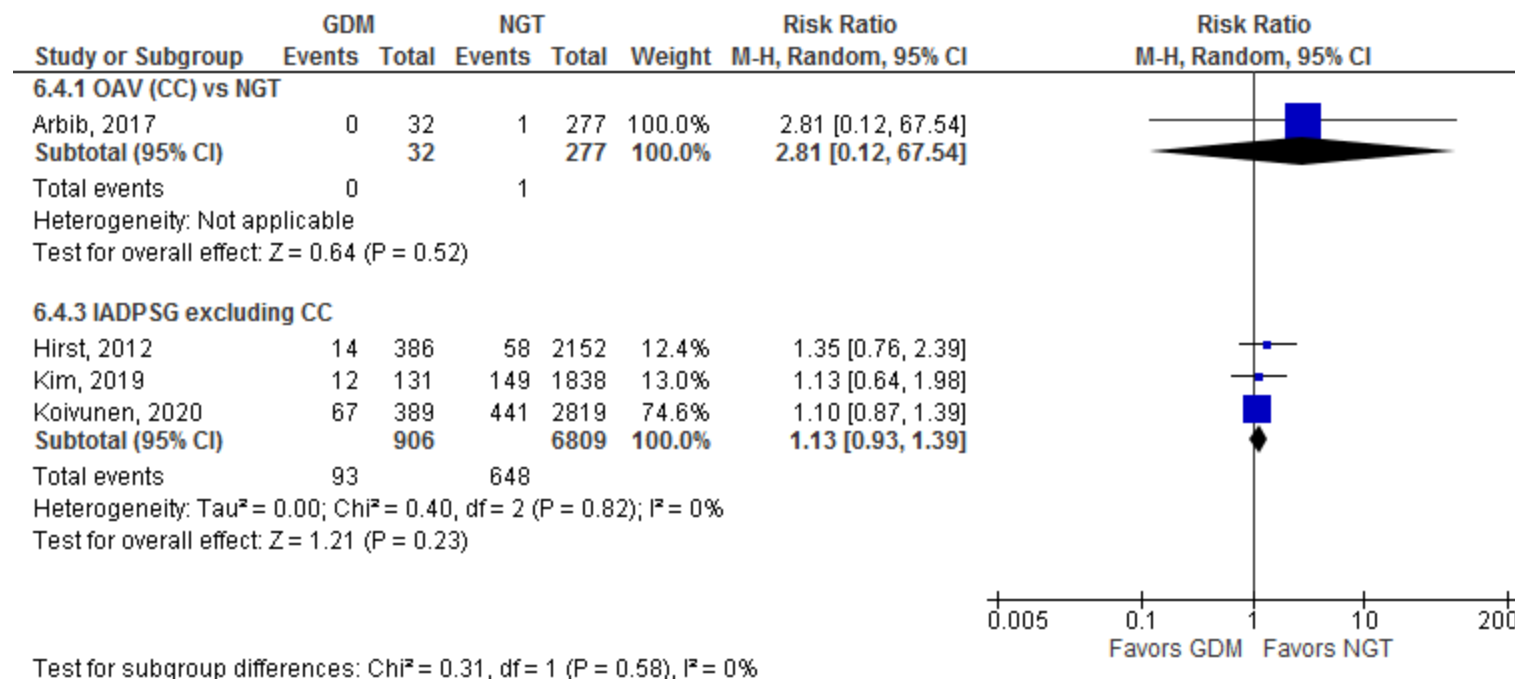 GDM NGT Risk Ratio Risk Ratio
Study or Subgroup Events Total Events Total Weight M-H, Random, 95% CI M-H, Random, 95% CI
6.4.1 OAV (CC) vs NGT
Arbib, 2017 0 32 1 277 100.0% 2.81 [0.12, 67.54]
Subtotal (95% CI) 32 277 100.0% 2.81 [0.12, 67.54]
Total events 0 1
Heterogeneity: Not applicable
Test for overall effect: Z = 0.64 (P = 0.52)
6.4.3 IADPSG excluding CC
Hirst, 2012 14 386 58 2152 12.4% 1.35 [0.76, 2.39]
Kim, 2019 12 131 149 1838 13.0% 1.13 [0.64, 1.98]
Koivunen, 2020 67 389 441 2819 74.6% 1.10 [0.87, 1.39]
Subtotal (95% CI) 906 6809 100.0% 1.13 [0.93, 1.39]
Total events 93 648
Heterogeneity: Tau² = 0.00; Chi² = 0.40, df = 2 (P = 0.82); I² = 0%
Test for overall effect: Z = 1.21 (P = 0.23)
0.005 0.1 1 10 200
Favors GDM Favors NGT
Test for subgroup differences: Chi² = 0.31, df = 1 (P = 0.58), I² = 0%